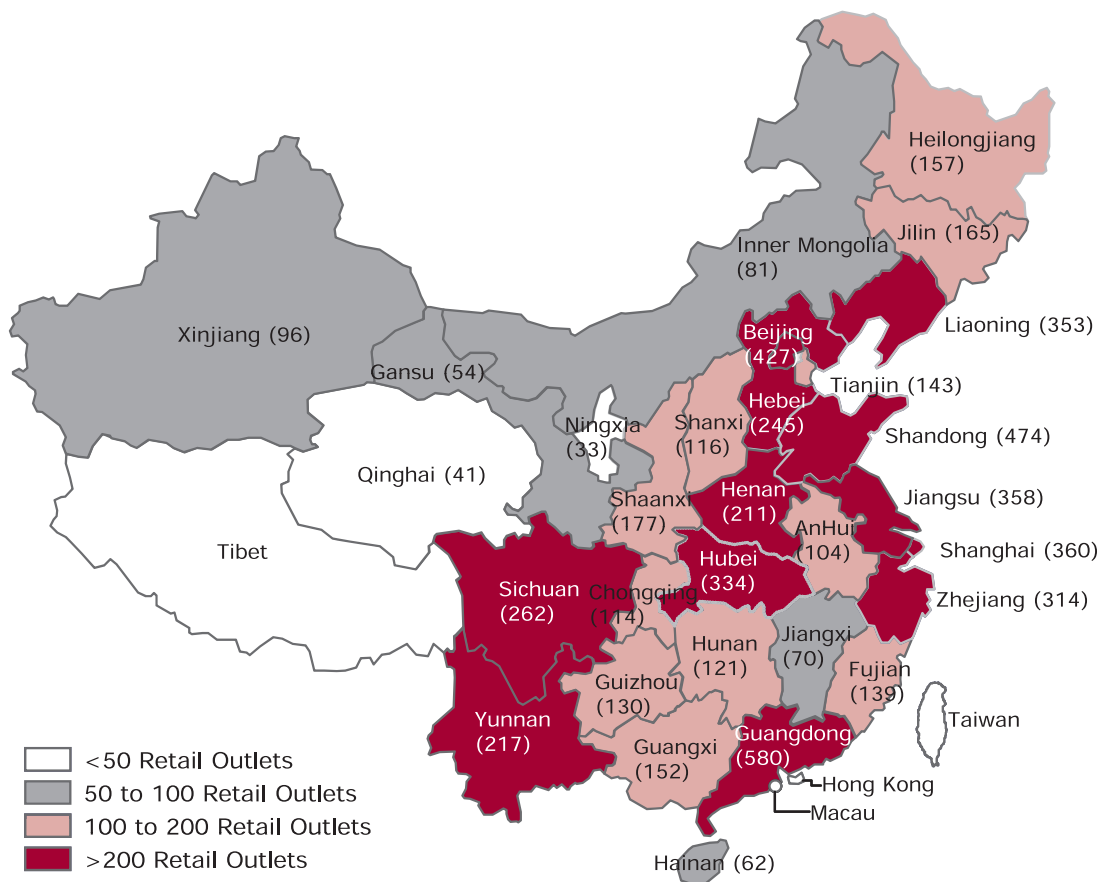 Heilongjiang
(157)
Jilin (165)
Inner Mongolia
(81)
Xinjiang (96)
Gansu (54)
Beijing
(427)
Liaoning (353)
Tianjin (143)
Hebei
(245)
Ningxia
(33)
Shanxi
(116)
Shandong (474)
Qinghai (41)
Shaanxi
(177)
Henan
(211)
Jiangsu (358)
AnHui
(104)
Tibet
Hubei
(334)
Shanghai (360)
Sichuan
(262)
Chongqing
(114)
Zhejiang (314)
Hunan
(121)
Jiangxi
(70)
Guizhou
(130)
Fujian
(139)
Yunnan
(217)
Guangxi
(152)
Guangdong
(580)
Taiwan
Hong Kong
Macau
Hainan (62)
<50 Retail Outlets
50 to 100 Retail Outlets
100 to 200 Retail Outlets
>200 Retail Outlets